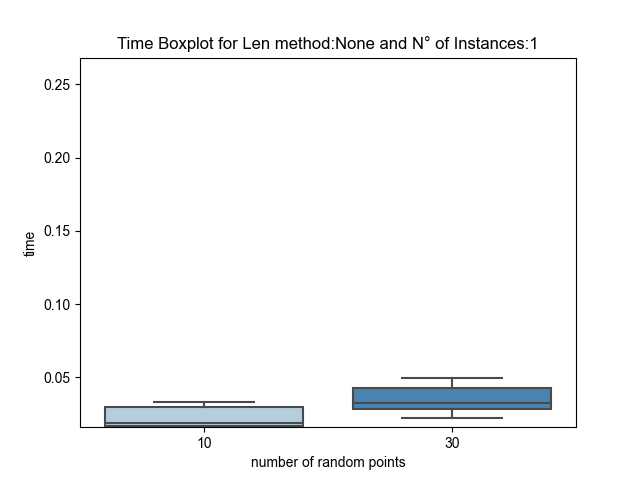 Time Boxplot for Len method:None and N° of Instances:1
0.25
0.20
0.15
0.10
0.05
time
10 30
number of random points